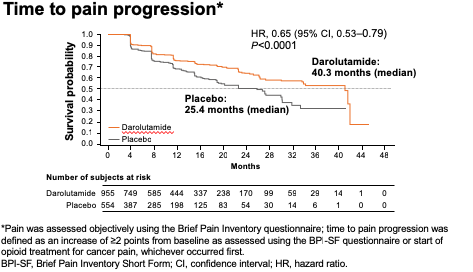 Time to pain progression*
HR, 0.65 (95% CI, 0.53–0.79)
P<0.0001
Darolutamide:
40.3 months (median)
Placebo:
25.4 months (median)
Survival probability
1.0
0.9
0.8
0.7
0.6
0.5
0.4
0.3
0.2
0.1
0.0
Darolutamide
Placebo
0 4 8 12 16 20 24 28 32 36 40 44 48
Months
Number of subjects at risk
Darolutamide 955 749 585 444 337 238 170 99 59 29 14 1 0
Placebo 554 387 285 198 125 83 54 30 14 6 1 0 0
*Pain was assessed objectively using the Brief Pain Inventory questionnaire; time to pain progression was
defined as an increase of ≥2 points from baseline as assessed using the BPI-SF questionnaire or start of
opioid treatment for cancer pain, whichever occurred first.
BPI-SF, Brief Pain Inventory Short Form; CI, confidence interval; HR, hazard ratio.